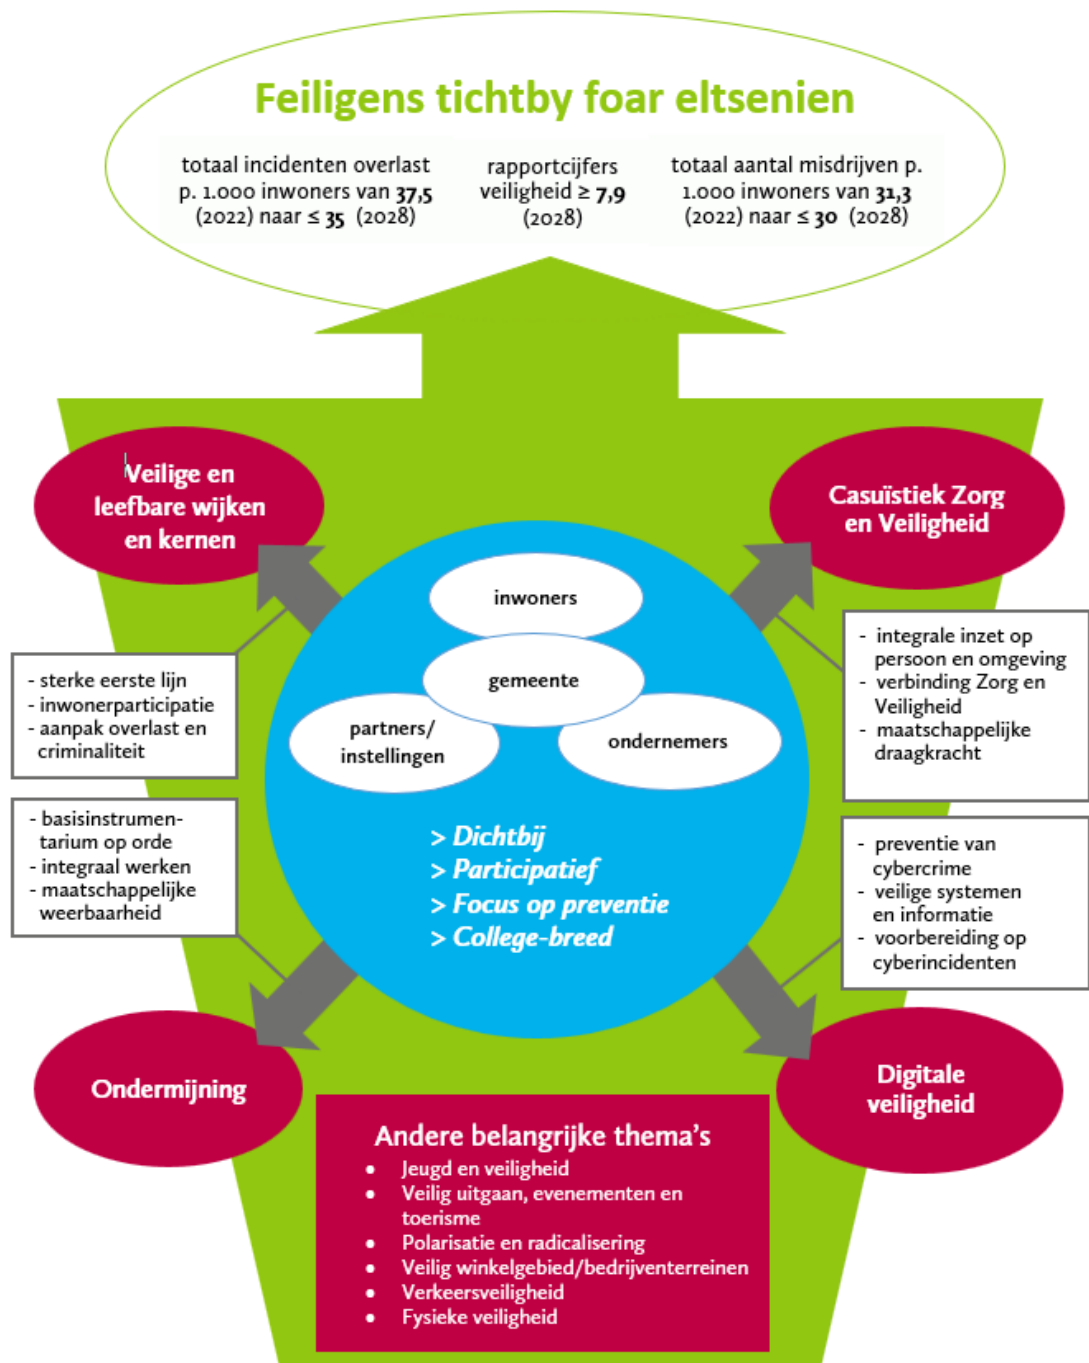 Feiligens tichtby foar eltsenien
totaal incidenten overlast
p. 1.000 inwoners van 37,5
(2022) naar ≤ 35 (2028)
rapportcijfers
veiligheid ≥ 7,9
(2028)
totaal aantal misdrijven p.
1.000 inwoners van 31,3
(2022) naar ≤ 30 (2028)
Veilige en
leefbare wijken
en kernen
Casuïstiek Zorg
en Veiligheid
inwoners
gemeente
partners/
instellingen
ondernemers
- sterke eerste lijn
- inwonerparticipatie
- aanpak overlast en
criminaliteit
- integrale inzet op
persoon en omgeving
- verbinding Zorg en
Veiligheid
- maatschappelijke
draagkracht
- basisinstrumen-
tarium op orde
- integraal werken
- maatschappelijke
weerbaarheid
> Dichtbij
> Participatief
> Focus op preventie
> College-breed
- preventie van
cybercrime
- veilige systemen
en informatie
- voorbereiding op
cyberincidenten
Ondermijning
Digitale
veiligheid
Andere belangrijke thema's
• Jeugd en veiligheid
• Veilig uitgaan, evenementen en
toerisme
• Polarisatie en radicalisering
• Veilig winkelgebied/bedrijventerreinen
• Verkeersveiligheid
• Fysieke veiligheid